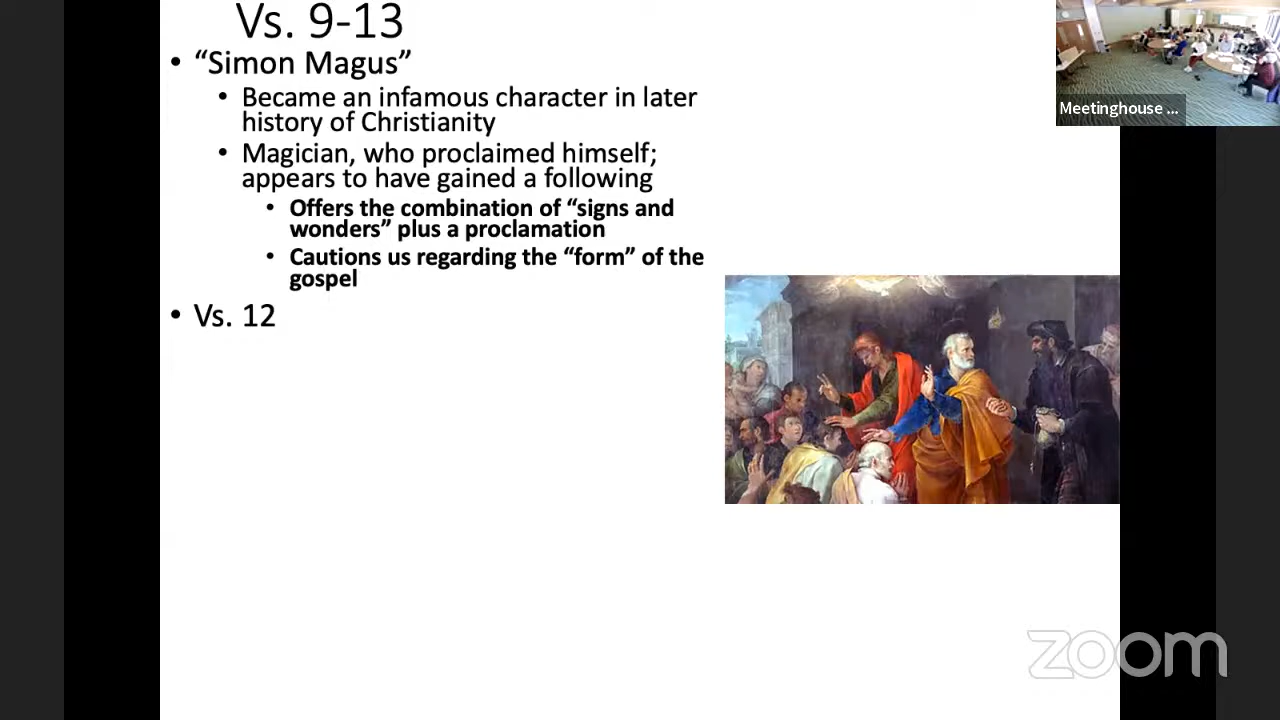 Vs. 9-13
• “Simon Magus”
• Became an infamous character in later
history of Christianity
• Magician, who proclaimed himself;
appears to have gained a following
• Offers the combination of “signs and
wonders” plus a proclamation
• Cautions us regarding the “form” of the
gospel
• Vs. 12
Meetinghouse ...
zoom